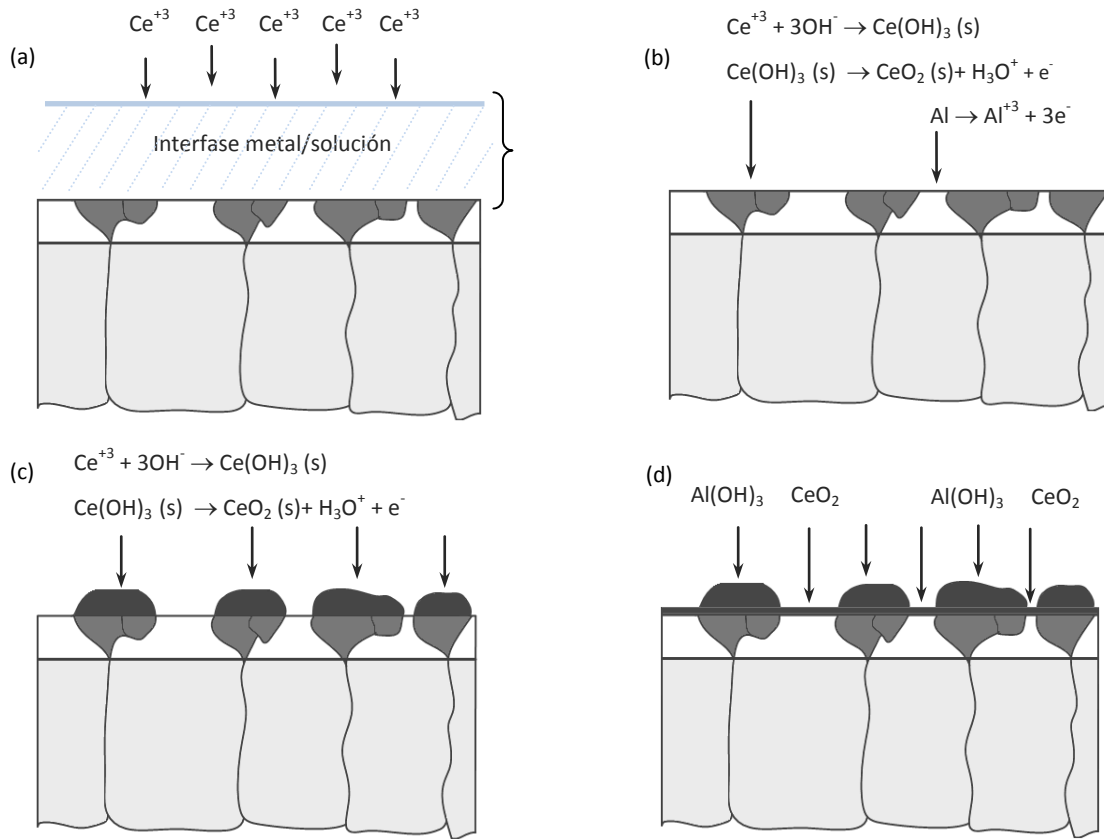 (a)
Ce⁺³ Ce⁺³ Ce⁺³ Ce⁺³ Ce⁺³
Interfase metal/solución
(b)
Ce⁺³ + 3OH⁻ → Ce(OH)₃ (s)
Ce(OH)₃ (s) → CeO₂ (s)+ H₃O⁺ + e⁻
Al → Al⁺³ + 3e⁻
(c)
Ce⁺³ + 3OH⁻ → Ce(OH)₃ (s)
Ce(OH)₃ (s) → CeO₂ (s)+ H₃O⁺ + e⁻
(d)
Al(OH)₃ CeO₂ Al(OH)₃ CeO₂